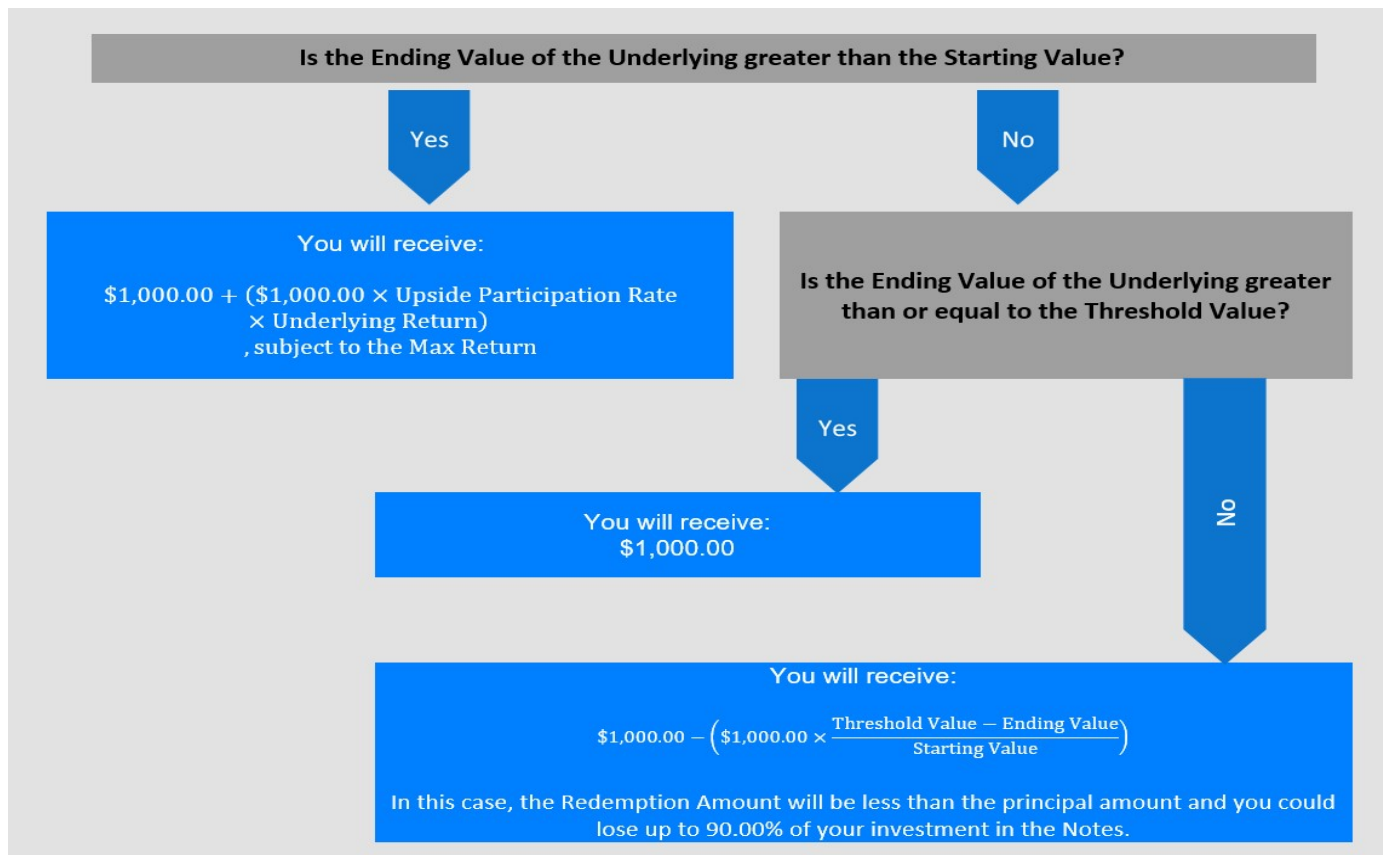 Is the Ending Value of the Underlying greater than the Starting Value?
Yes
No
You will receive:
$1,000.00 + ($1,000.00 × Upside Participation Rate
× Underlying Return)
, subject to the Max Return
Is the Ending Value of the Underlying greater
than or equal to the Threshold Value?
Yes
No
You will receive:
$1,000.00
You will receive:
$1,000.00 − ($1,000.00 × (Threshold Value − Ending Value) / Starting Value)
In this case, the Redemption Amount will be less than the principal amount and you could
lose up to 90.00% of your investment in the Notes.